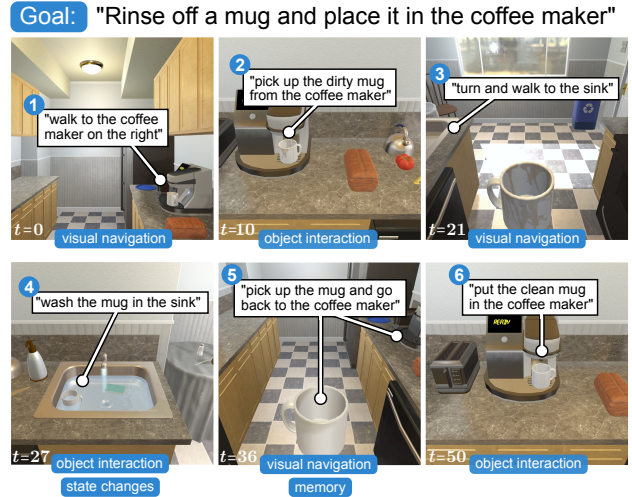 Goal: "Rinse off a mug and place it in the coffee maker"
1
"walk to the coffee
maker on the right"
t=0
visual navigation
2
"pick up the dirty mug
from the coffee maker"
t=10
object interaction
3
"turn and walk to the sink"
t=21
visual navigation
4
"wash the mug in the sink"
t=27
object interaction
state changes
5
"pick up the mug and go
back to the coffee maker"
t=36
visual navigation
memory
6
"put the clean mug
in the coffee maker"
READY
t=50
object interaction